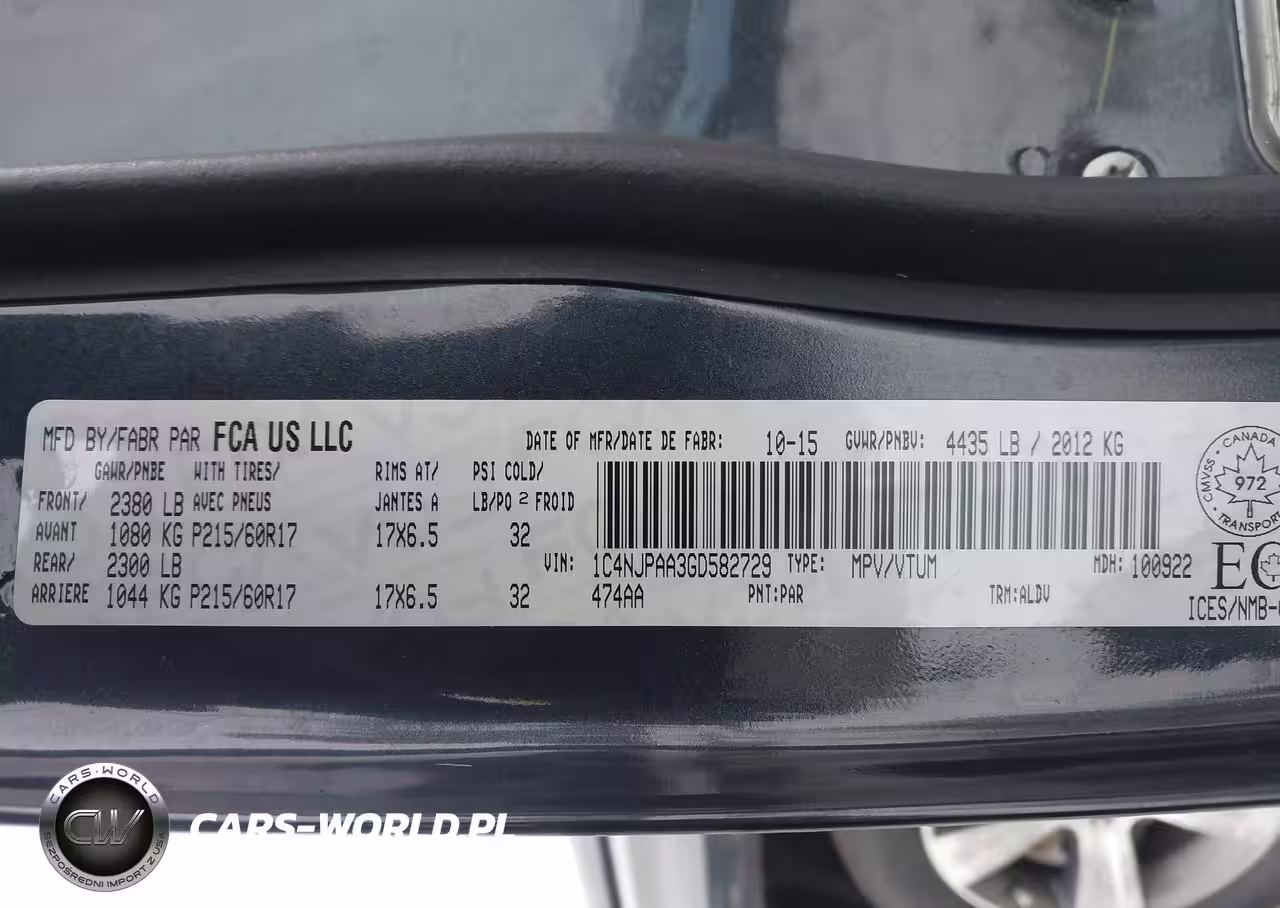 MFD BY/FABR PAR FCA US LLC DATE OF MFR/DATE DE FABR: 10-15 GVWR/PNBV: 4435 LB / 2012 KG
GAWR/PNBE WITH TIRES/ RIMS AT/ PSI COLD/
FRONT/ 2380 LB AVEC PNEUS JANTES A LB/PO 2 FROID
AVANT 1080 KG P215/60R17 17X6.5 32
REAR/ 2300 LB VIN: 1C4NJPAA3GD582729 TYPE: MPV/VTUM MDH: 100922
ARRIERE 1044 KG P215/60R17 17X6.5 32 474AA PNT:PAR TRM:ALDV
CANADA
CMVSS 972
TRANSPORT
EC
ICES/NMB-
CARS-WORLD
CW
BEZPOŚREDNI IMPORT Z USA
CARS-WORLD.PL